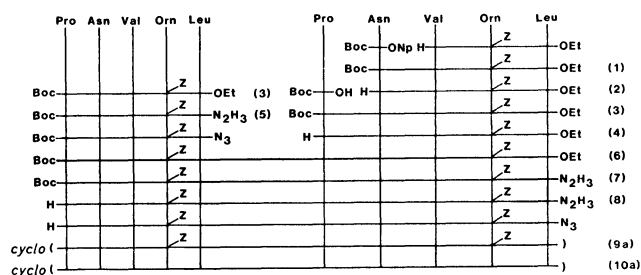 Pro Asn Val Orn Leu Pro Asn Val Orn Leu
Boc ONp H Z OEt
Boc Z OEt (1)
Boc Z OEt (3) Boc OH H Z OEt (2)
Boc Z N2H3 (5) Boc Z OEt (3)
Boc Z N3 H Z OEt (4)
Boc Z Z OEt (6)
Boc Z Z N2H3 (7)
H Z Z N2H3 (8)
H Z Z N3
cyclo ( Z Z ) (9a)
cyclo ( ) (10a)